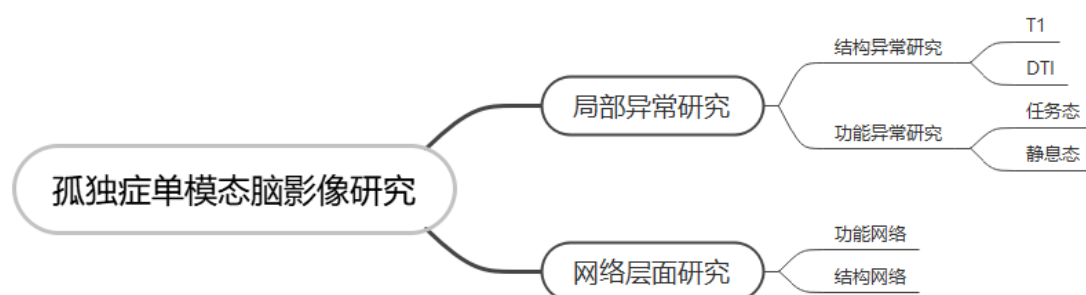 孤独症单模态脑影像研究
局部异常研究
结构异常研究
T1
DTI
功能异常研究
任务态
静息态
网络层面研究
功能网络
结构网络